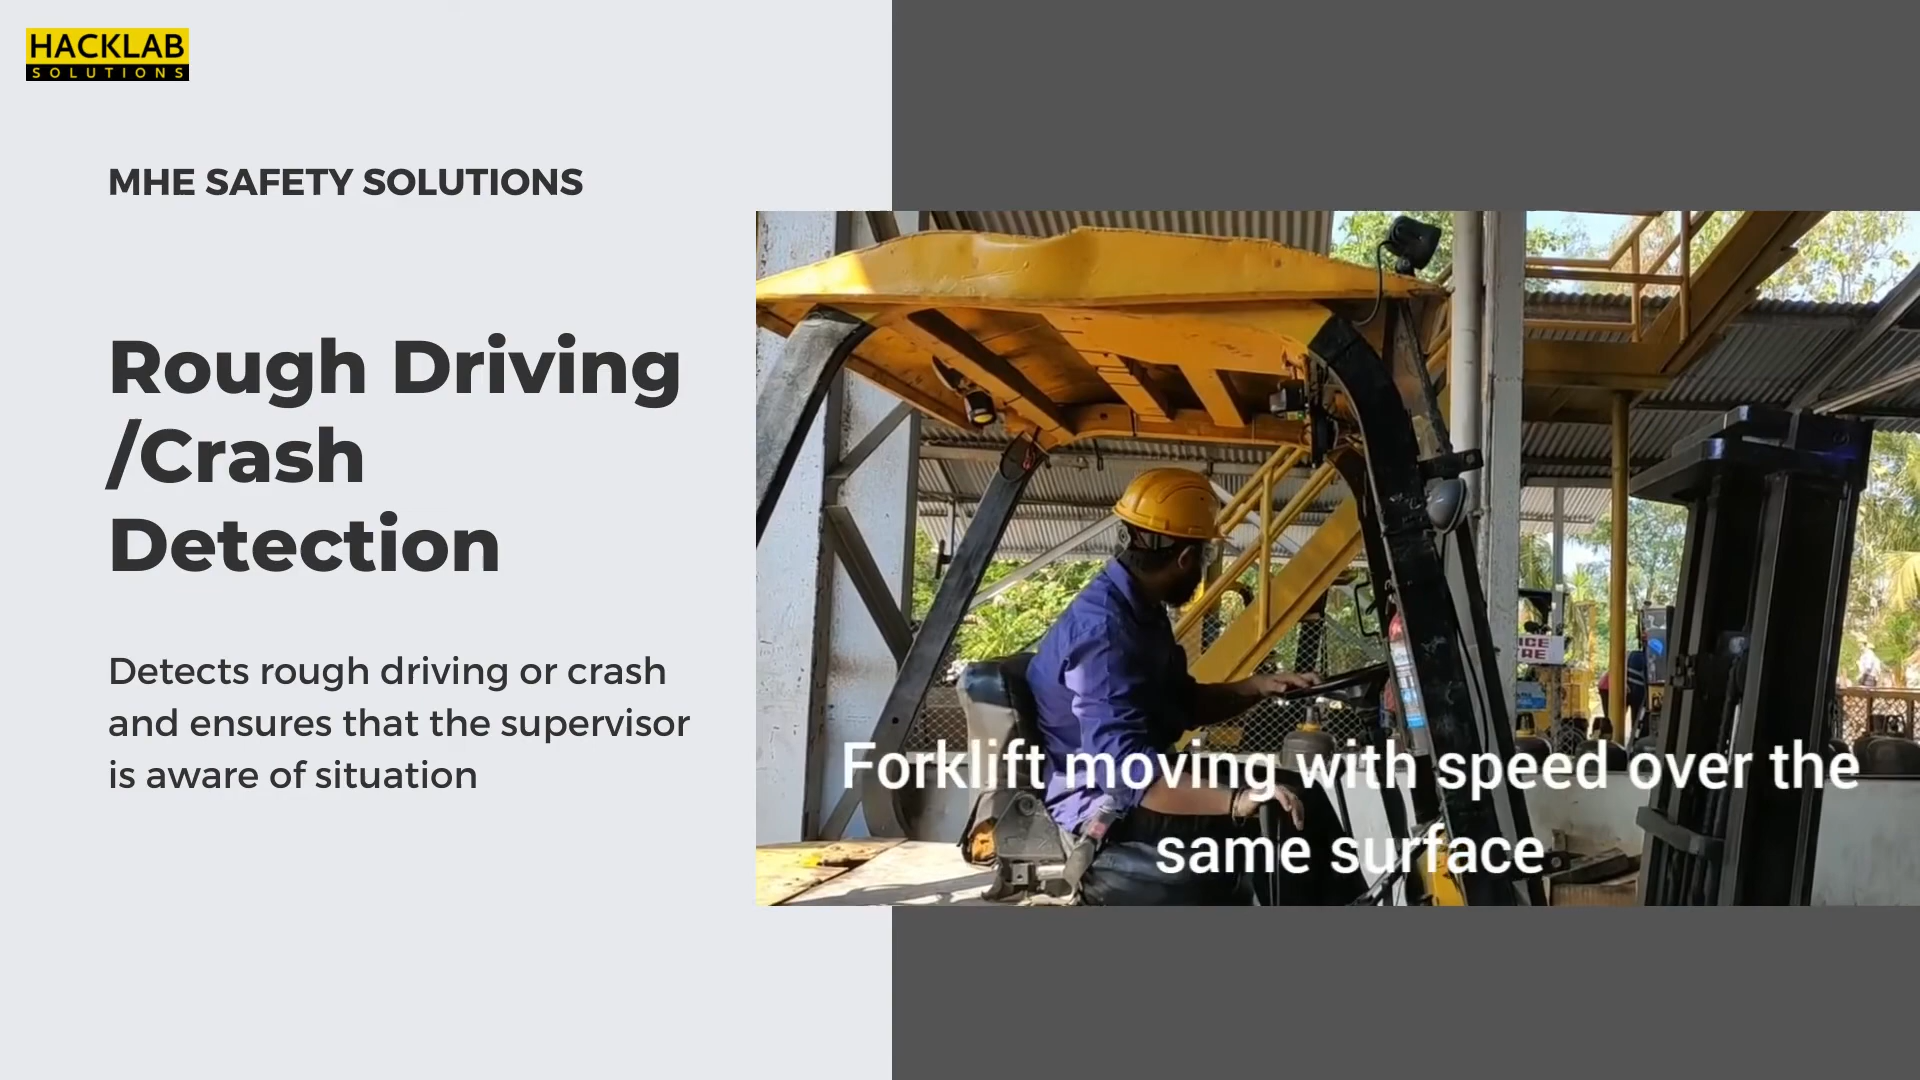 HACKLAB
SOLUTIONS
MHE SAFETY SOLUTIONS
Rough Driving
/Crash
Detection
Detects rough driving or crash
and ensures that the supervisor
is aware of situation
Forklift moving with speed over the
same surface